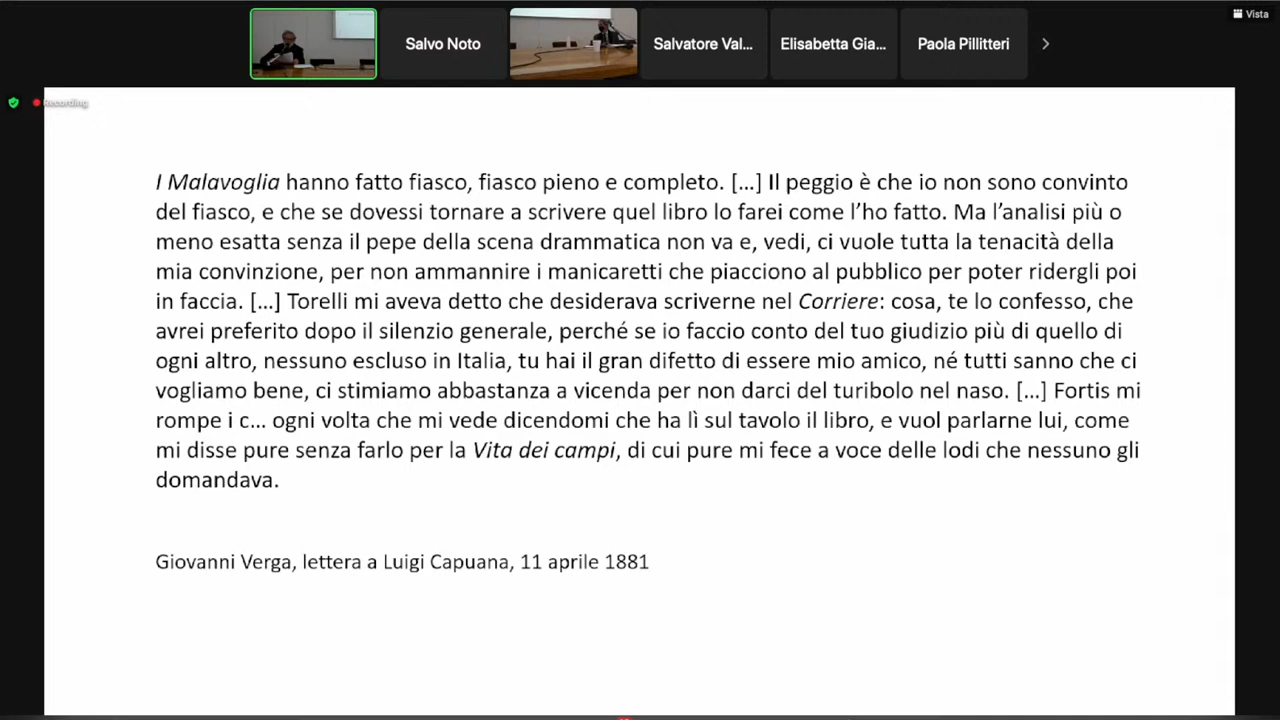 Vista
Salvo Noto
Salvatore Val...
Elisabetta Gia...
Paola Pillitteri
Recording
I Malavoglia hanno fatto fiasco, fiasco pieno e completo. [...] Il peggio è che io non sono convinto
del fiasco, e che se dovessi tornare a scrivere quel libro lo farei come l’ho fatto. Ma l’analisi più o
meno esatta senza il pepe della scena drammatica non va e, vedi, ci vuole tutta la tenacità della
mia convinzione, per non ammannire i manicaretti che piacciono al pubblico per poter ridergli poi
in faccia. [...] Torelli mi aveva detto che desiderava scriverne nel Corriere: cosa, te lo confesso, che
avrei preferito dopo il silenzio generale, perché se io faccio conto del tuo giudizio più di quello di
ogni altro, nessuno escluso in Italia, tu hai il gran difetto di essere mio amico, né tutti sanno che ci
vogliamo bene, ci stimiamo abbastanza a vicenda per non darci del turibolo nel naso. [...] Fortis mi
rompe i c... ogni volta che mi vede dicendomi che ha lì sul tavolo il libro, e vuol parlarne lui, come
mi disse pure senza farlo per la Vita dei campi, di cui pure mi fece a voce delle lodi che nessuno gli
domandava.
Giovanni Verga, lettera a Luigi Capuana, 11 aprile 1881